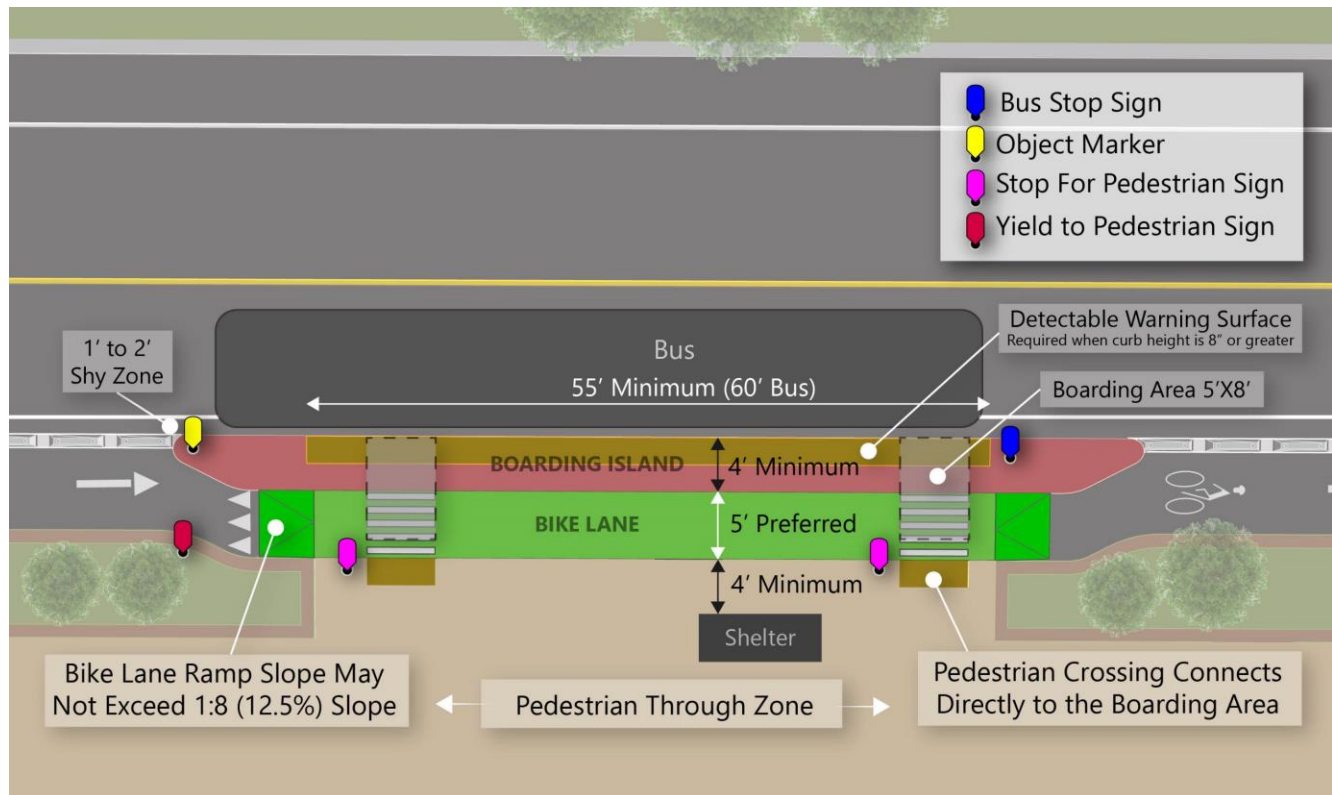 Bus Stop Sign
Object Marker
Stop For Pedestrian Sign
Yield to Pedestrian Sign
1’ to 2’
Shy Zone
Bus
55’ Minimum (60’ Bus)
Detectable Warning Surface
Required when curb height is 8” or greater
Boarding Area 5’X8’
BOARDING ISLAND
4’ Minimum
BIKE LANE
5’ Preferred
4’ Minimum
Shelter
Bike Lane Ramp Slope May
Not Exceed 1:8 (12.5%) Slope
Pedestrian Through Zone
Pedestrian Crossing Connects
Directly to the Boarding Area